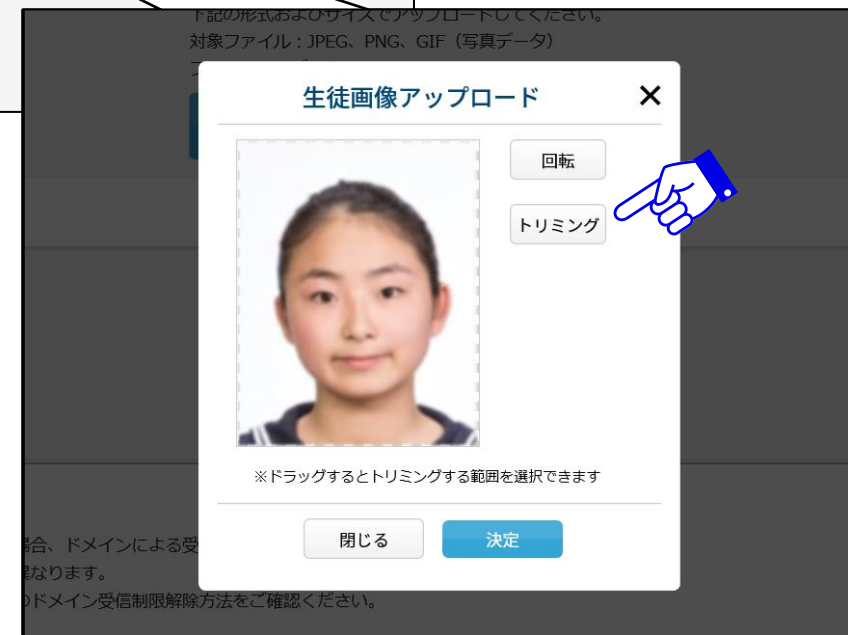 下記の形式およびサイズでアップロードしてください。
対象ファイル：JPEG、PNG、GIF（写真データ）
生徒画像アップロード
回転
トリミング
※ドラッグするとトリミングする範囲を選択できます
閉じる
決定
合、ドメインによる受
なります。
ドメイン受信制限解除方法をご確認ください。